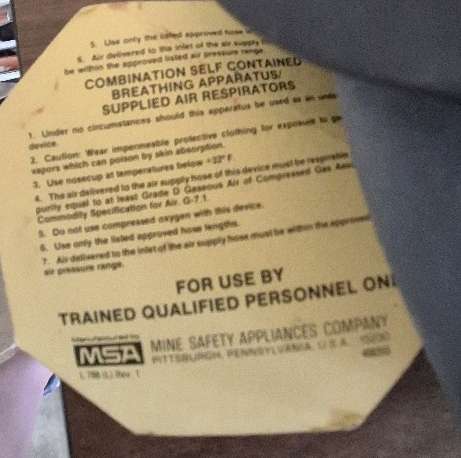 5. Use only the listed approved hose
6. Air delivered to the inlet of the air supply
be within the approved listed air pressure range.
COMBINATION SELF CONTAINED
BREATHING APPARATUS/
SUPPLIED AIR RESPIRATORS
1. Under no circumstances should this apparatus be used as an
device.
2. Caution: Wear impermeable protective clothing for exposure to
vapors which can poison by skin absorption.
3. Use nosecup at temperatures below +32° F.
4. The air delivered to the air supply hose of this device must be
purity equal to at least Grade D Gaseous Air of Compressed Gas
Commodity Specification for Air, G-7.1.
5. Do not use compressed oxygen with this device.
6. Use only the listed approved hose lengths.
7. Air delivered to the inlet of the air supply hose must be within the approved
air pressure range.
FOR USE BY
TRAINED QUALIFIED PERSONNEL ONL
Manufactured by
MSA MINE SAFETY APPLIANCES COMPANY
PITTSBURGH, PENNSYLVANIA, U.S.A.
Rev. 1